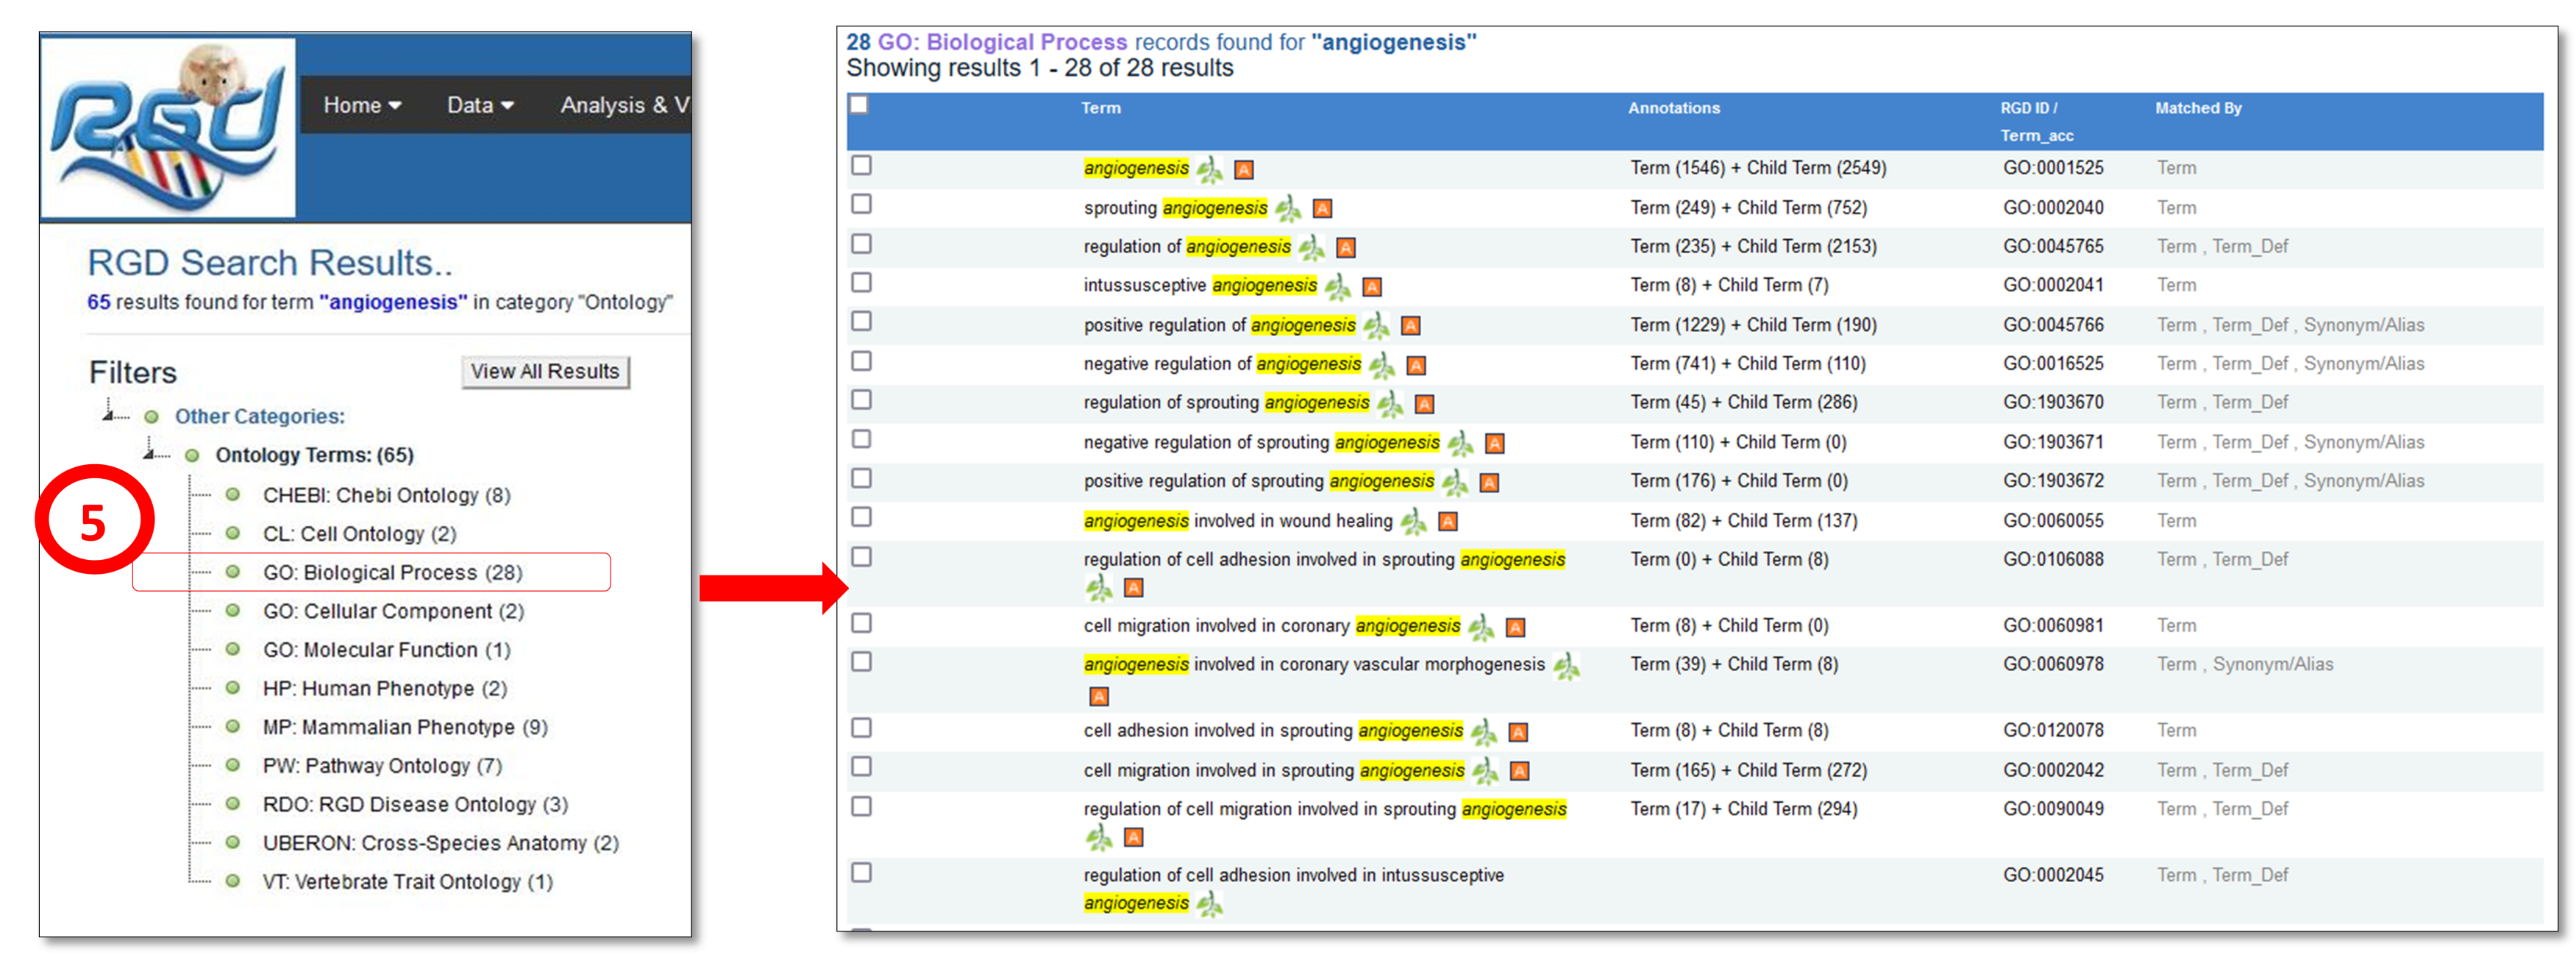 RGD
Home
Data
Analysis & V
RGD Search Results..
65 results found for term "angiogenesis" in category "Ontology"
Filters
View All Results
Other Categories:
Ontology Terms: (65)
5
CHEBI: Chebi Ontology (8)
CL: Cell Ontology (2)
GO: Biological Process (28)
GO: Cellular Component (2)
GO: Molecular Function (1)
HP: Human Phenotype (2)
MP: Mammalian Phenotype (9)
PW: Pathway Ontology (7)
RDO: RGD Disease Ontology (3)
UBERON: Cross-Species Anatomy (2)
VT: Vertebrate Trait Ontology (1)
28 GO: Biological Process records found for "angiogenesis"
Showing results 1 - 28 of 28 results
Term Annotations RGD ID / Matched By
Term_acc
angiogenesis A Term (1546) + Child Term (2549) GO:0001525 Term
sprouting angiogenesis A Term (249) + Child Term (752) GO:0002040 Term
regulation of angiogenesis A Term (235) + Child Term (2153) GO:0045765 Term , Term_Def
intussusceptive angiogenesis A Term (8) + Child Term (7) GO:0002041 Term
positive regulation of angiogenesis A Term (1229) + Child Term (190) GO:0045766 Term , Term_Def , Synonym/Alias
negative regulation of angiogenesis A Term (741) + Child Term (110) GO:0016525 Term , Term_Def , Synonym/Alias
regulation of sprouting angiogenesis A Term (45) + Child Term (286) GO:1903670 Term , Term_Def
negative regulation of sprouting angiogenesis A Term (110) + Child Term (0) GO:1903671 Term , Term_Def , Synonym/Alias
positive regulation of sprouting angiogenesis A Term (176) + Child Term (0) GO:1903672 Term , Term_Def , Synonym/Alias
angiogenesis involved in wound healing A Term (82) + Child Term (137) GO:0060055 Term
regulation of cell adhesion involved in sprouting angiogenesis Term (0) + Child Term (8) GO:0106088 Term , Term_Def
A
cell migration involved in coronary angiogenesis A Term (8) + Child Term (0) GO:0060981 Term
angiogenesis involved in coronary vascular morphogenesis Term (39) + Child Term (8) GO:0060978 Term , Synonym/Alias
A
cell adhesion involved in sprouting angiogenesis A Term (8) + Child Term (8) GO:0120078 Term
cell migration involved in sprouting angiogenesis A Term (165) + Child Term (272) GO:0002042 Term , Term_Def
regulation of cell migration involved in sprouting angiogenesis Term (17) + Child Term (294) GO:0090049 Term , Term_Def
A
regulation of cell adhesion involved in intussusceptive GO:0002045 Term , Term_Def
angiogenesis